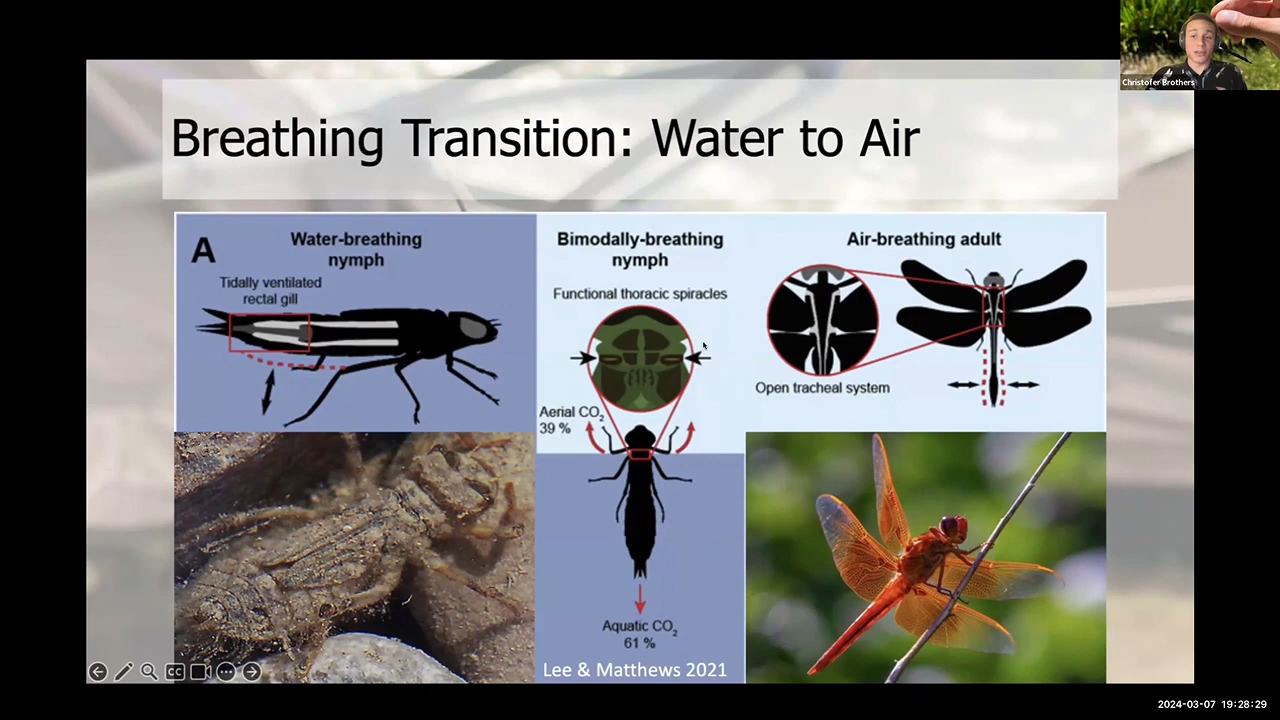 Christofer Brothers
Breathing Transition: Water to Air
A
Water-breathing
nymph
Tidally ventilated
rectal gill
Bimodally-breathing
nymph
Functional thoracic spiracles
Aerial CO2
39 %
Aquatic CO2
61 %
Lee & Matthews 2021
Air-breathing adult
Open tracheal system
CC
2024-03-07 19:28:29